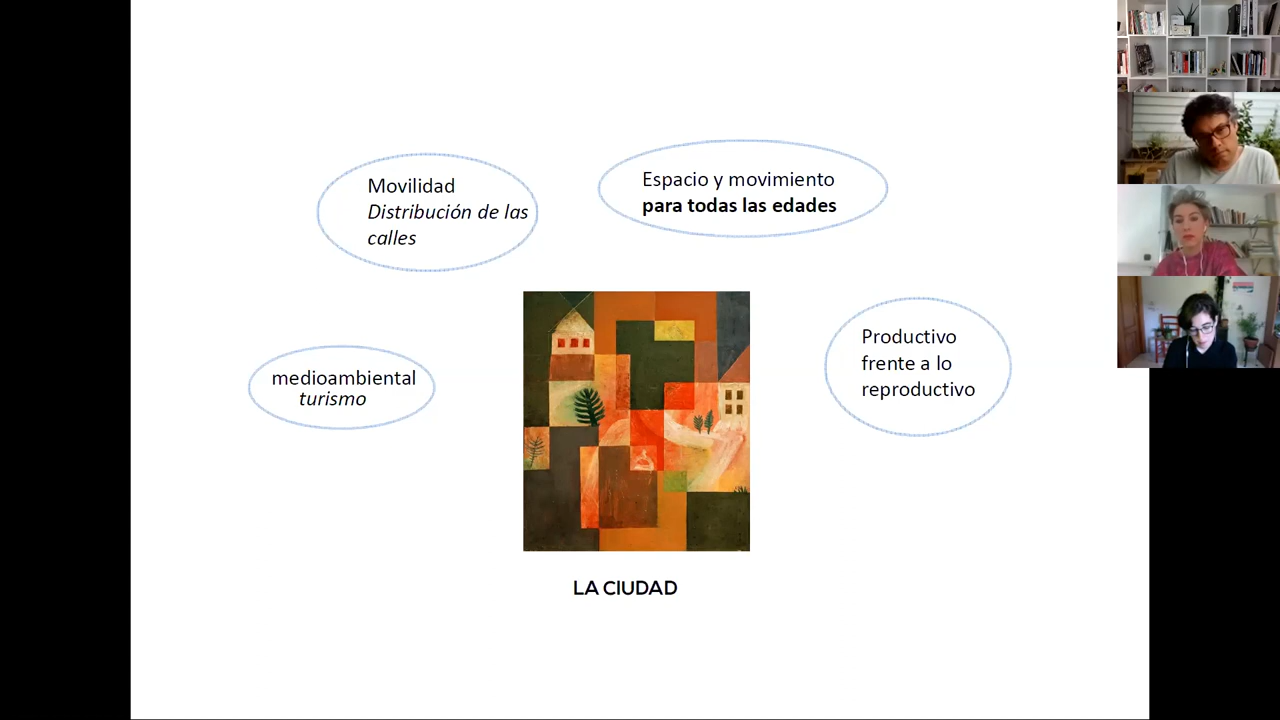 Movilidad
Distribución de las
calles
Espacio y movimiento
para todas las edades
medioambiental
turismo
Productivo
frente a lo
reproductivo
LA CIUDAD